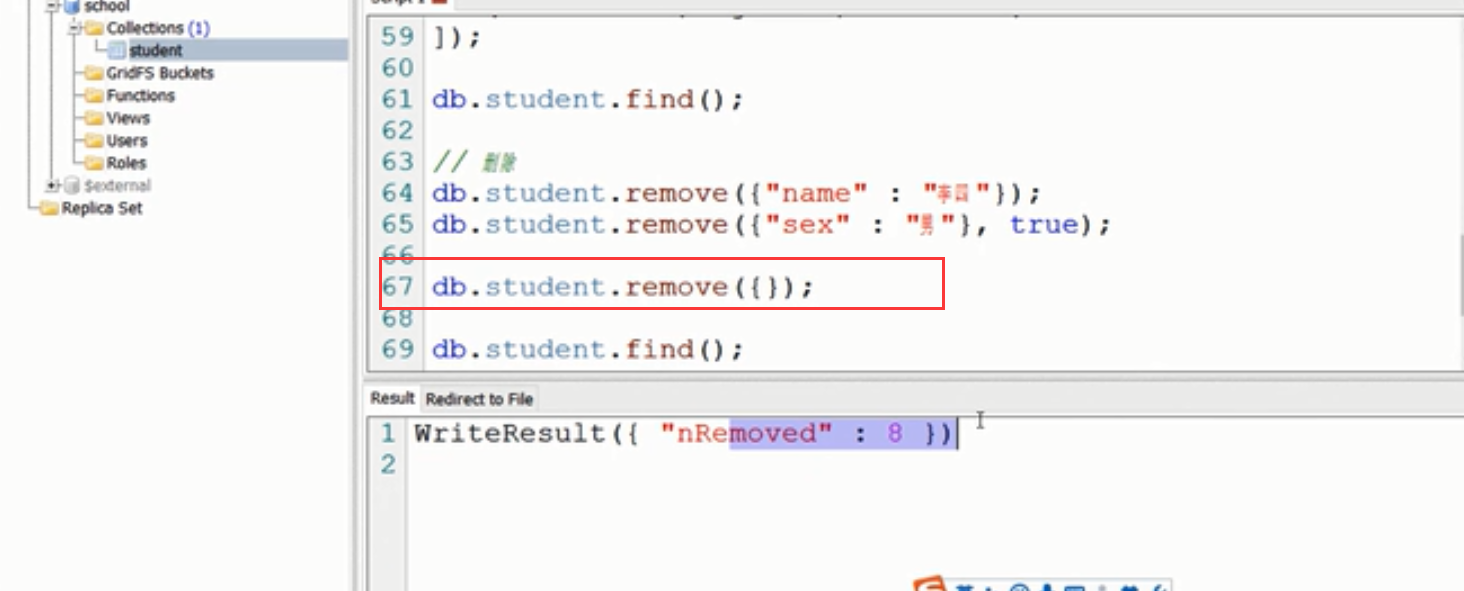 school
Collections (1)
student
GridFS Buckets
Functions
Views
Users
Roles
$external
Replica Set
59 ]);
60
61 db.student.find();
62
63 // 删除
64 db.student.remove({"name" : "李四"});
65 db.student.remove({"sex" : "男"}, true);
66
67 db.student.remove({});
68
69 db.student.find();
Result Redirect to File
1 WriteResult({ "nRemoved" : 8 })
2